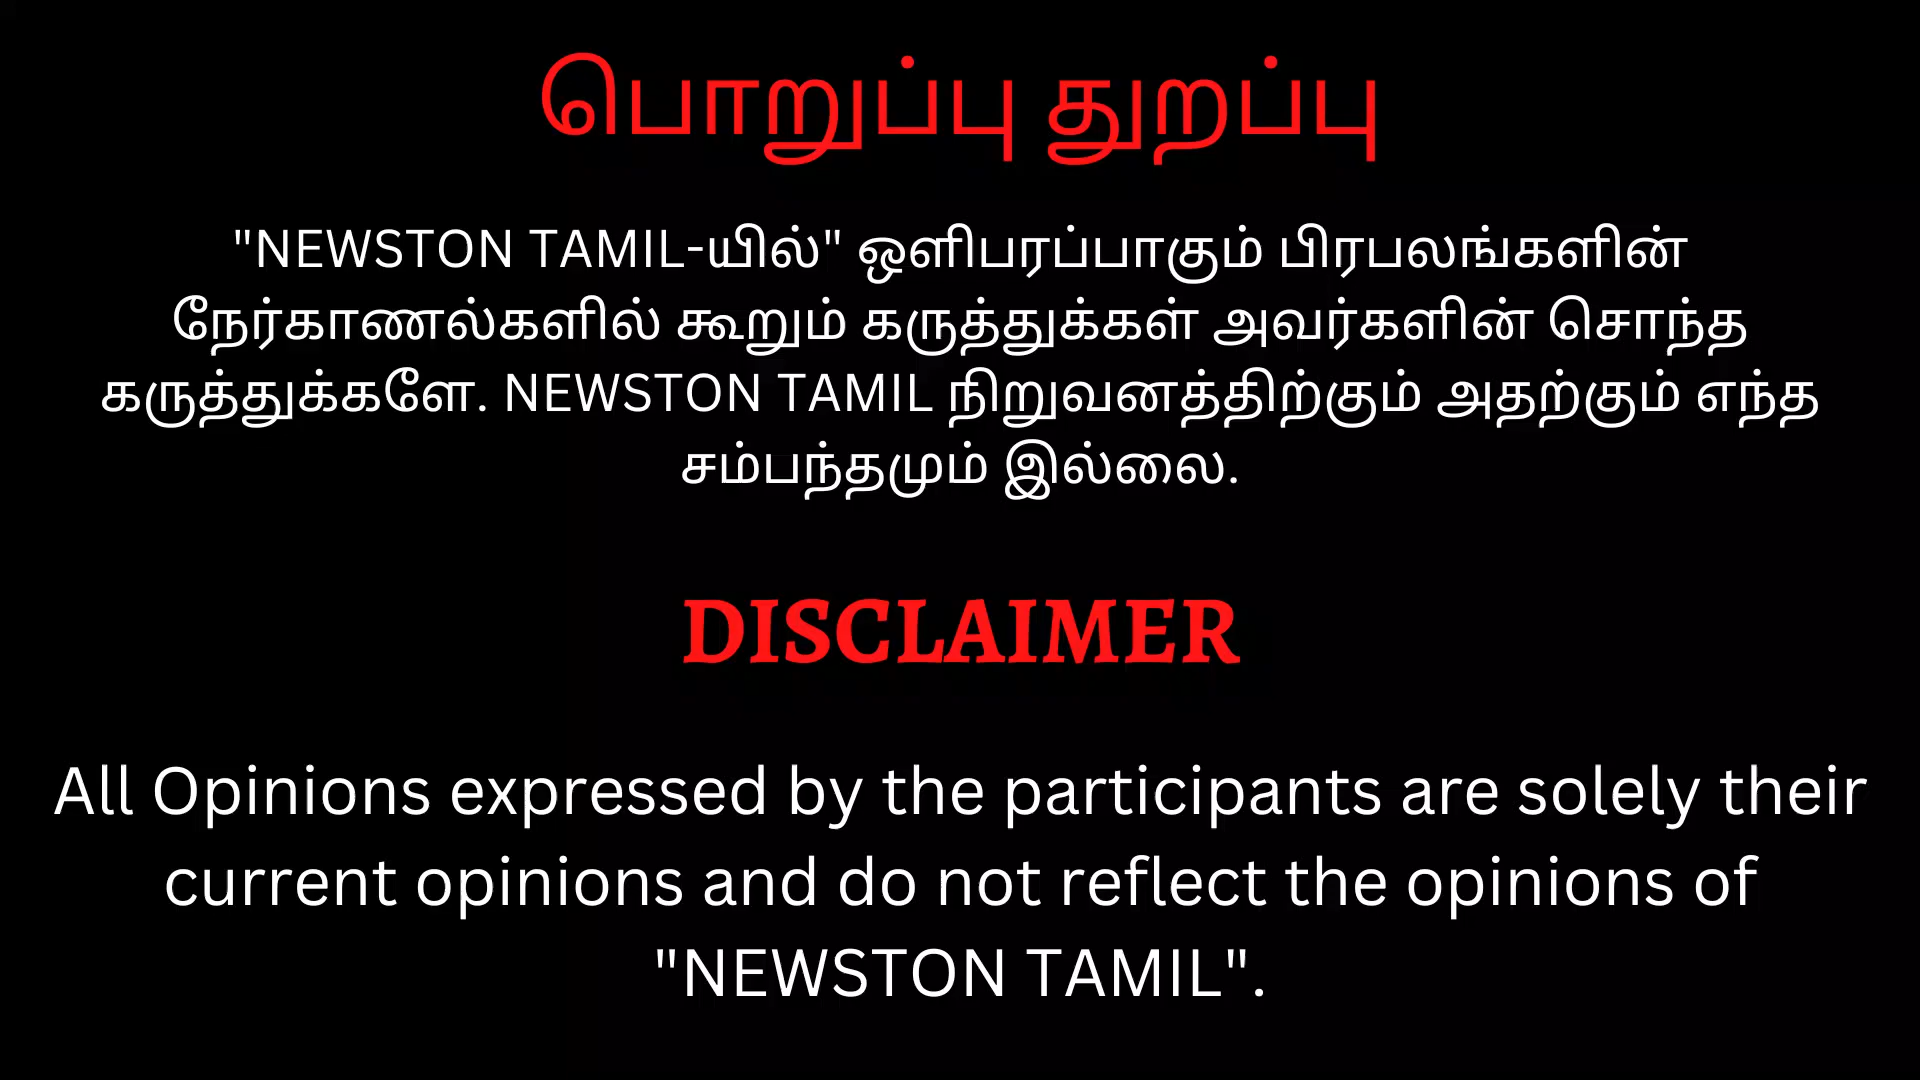 பொறுப்பு துறப்பு
"NEWSTON TAMIL-யில்" ஒளிபரப்பாகும் பிரபலங்களின்
நேர்காணல்களில் கூறும் கருத்துக்கள் அவர்களின் சொந்த
கருத்துக்களே. NEWSTON TAMIL நிறுவனத்திற்கும் அதற்கும் எந்த
சம்பந்தமும் இல்லை.
DISCLAIMER
All Opinions expressed by the participants are solely their
current opinions and do not reflect the opinions of
"NEWSTON TAMIL".